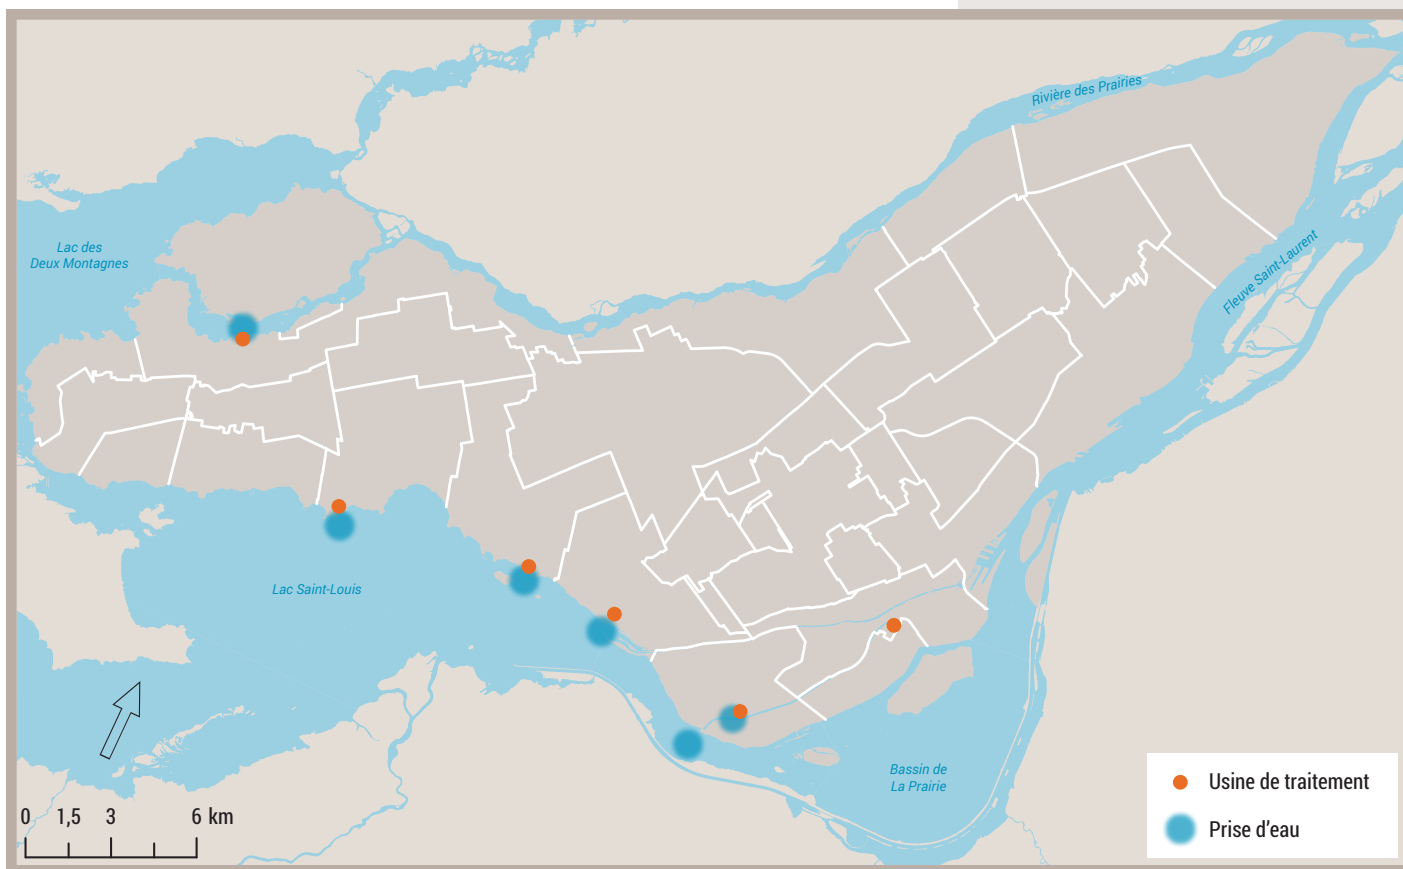 Rivière des Prairies
Lac des
Deux Montagnes
Fleuve Saint-Laurent
Lac Saint-Louis
Bassin de
La Prairie
0 1,5 3 6 km
Usine de traitement
Prise d'eau